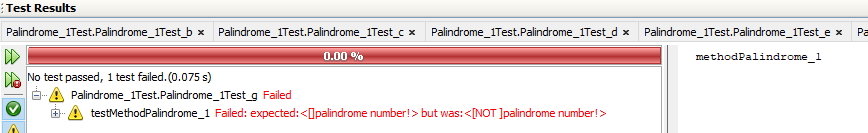 Test Results
Palindrome_1Test.Palindrome_1Test_b × Palindrome_1Test.Palindrome_1Test_c × Palindrome_1Test.Palindrome_1Test_d × Palindrome_1Test.Palindrome_1Test_e × Pa
0.00 %
methodPalindrome_1
No test passed, 1 test failed.(0.075 s)
Palindrome_1Test.Palindrome_1Test_g Failed
testMethodPalindrome_1 Failed: expected:<[]palindrome number!> but was:<[NOT ]palindrome number!>